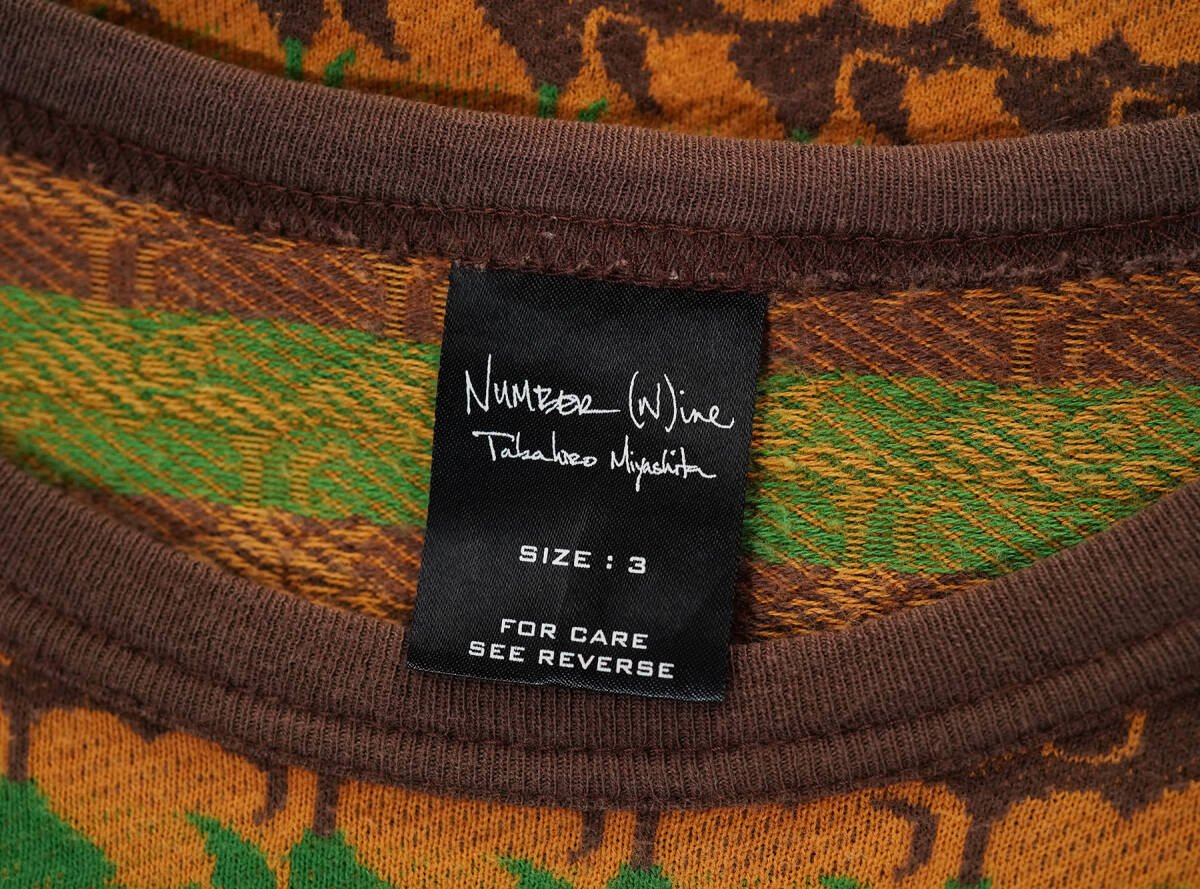 NUMBER (N)ine
Takahiro Miyashita
SIZE : 3
FOR CARE
SEE REVERSE